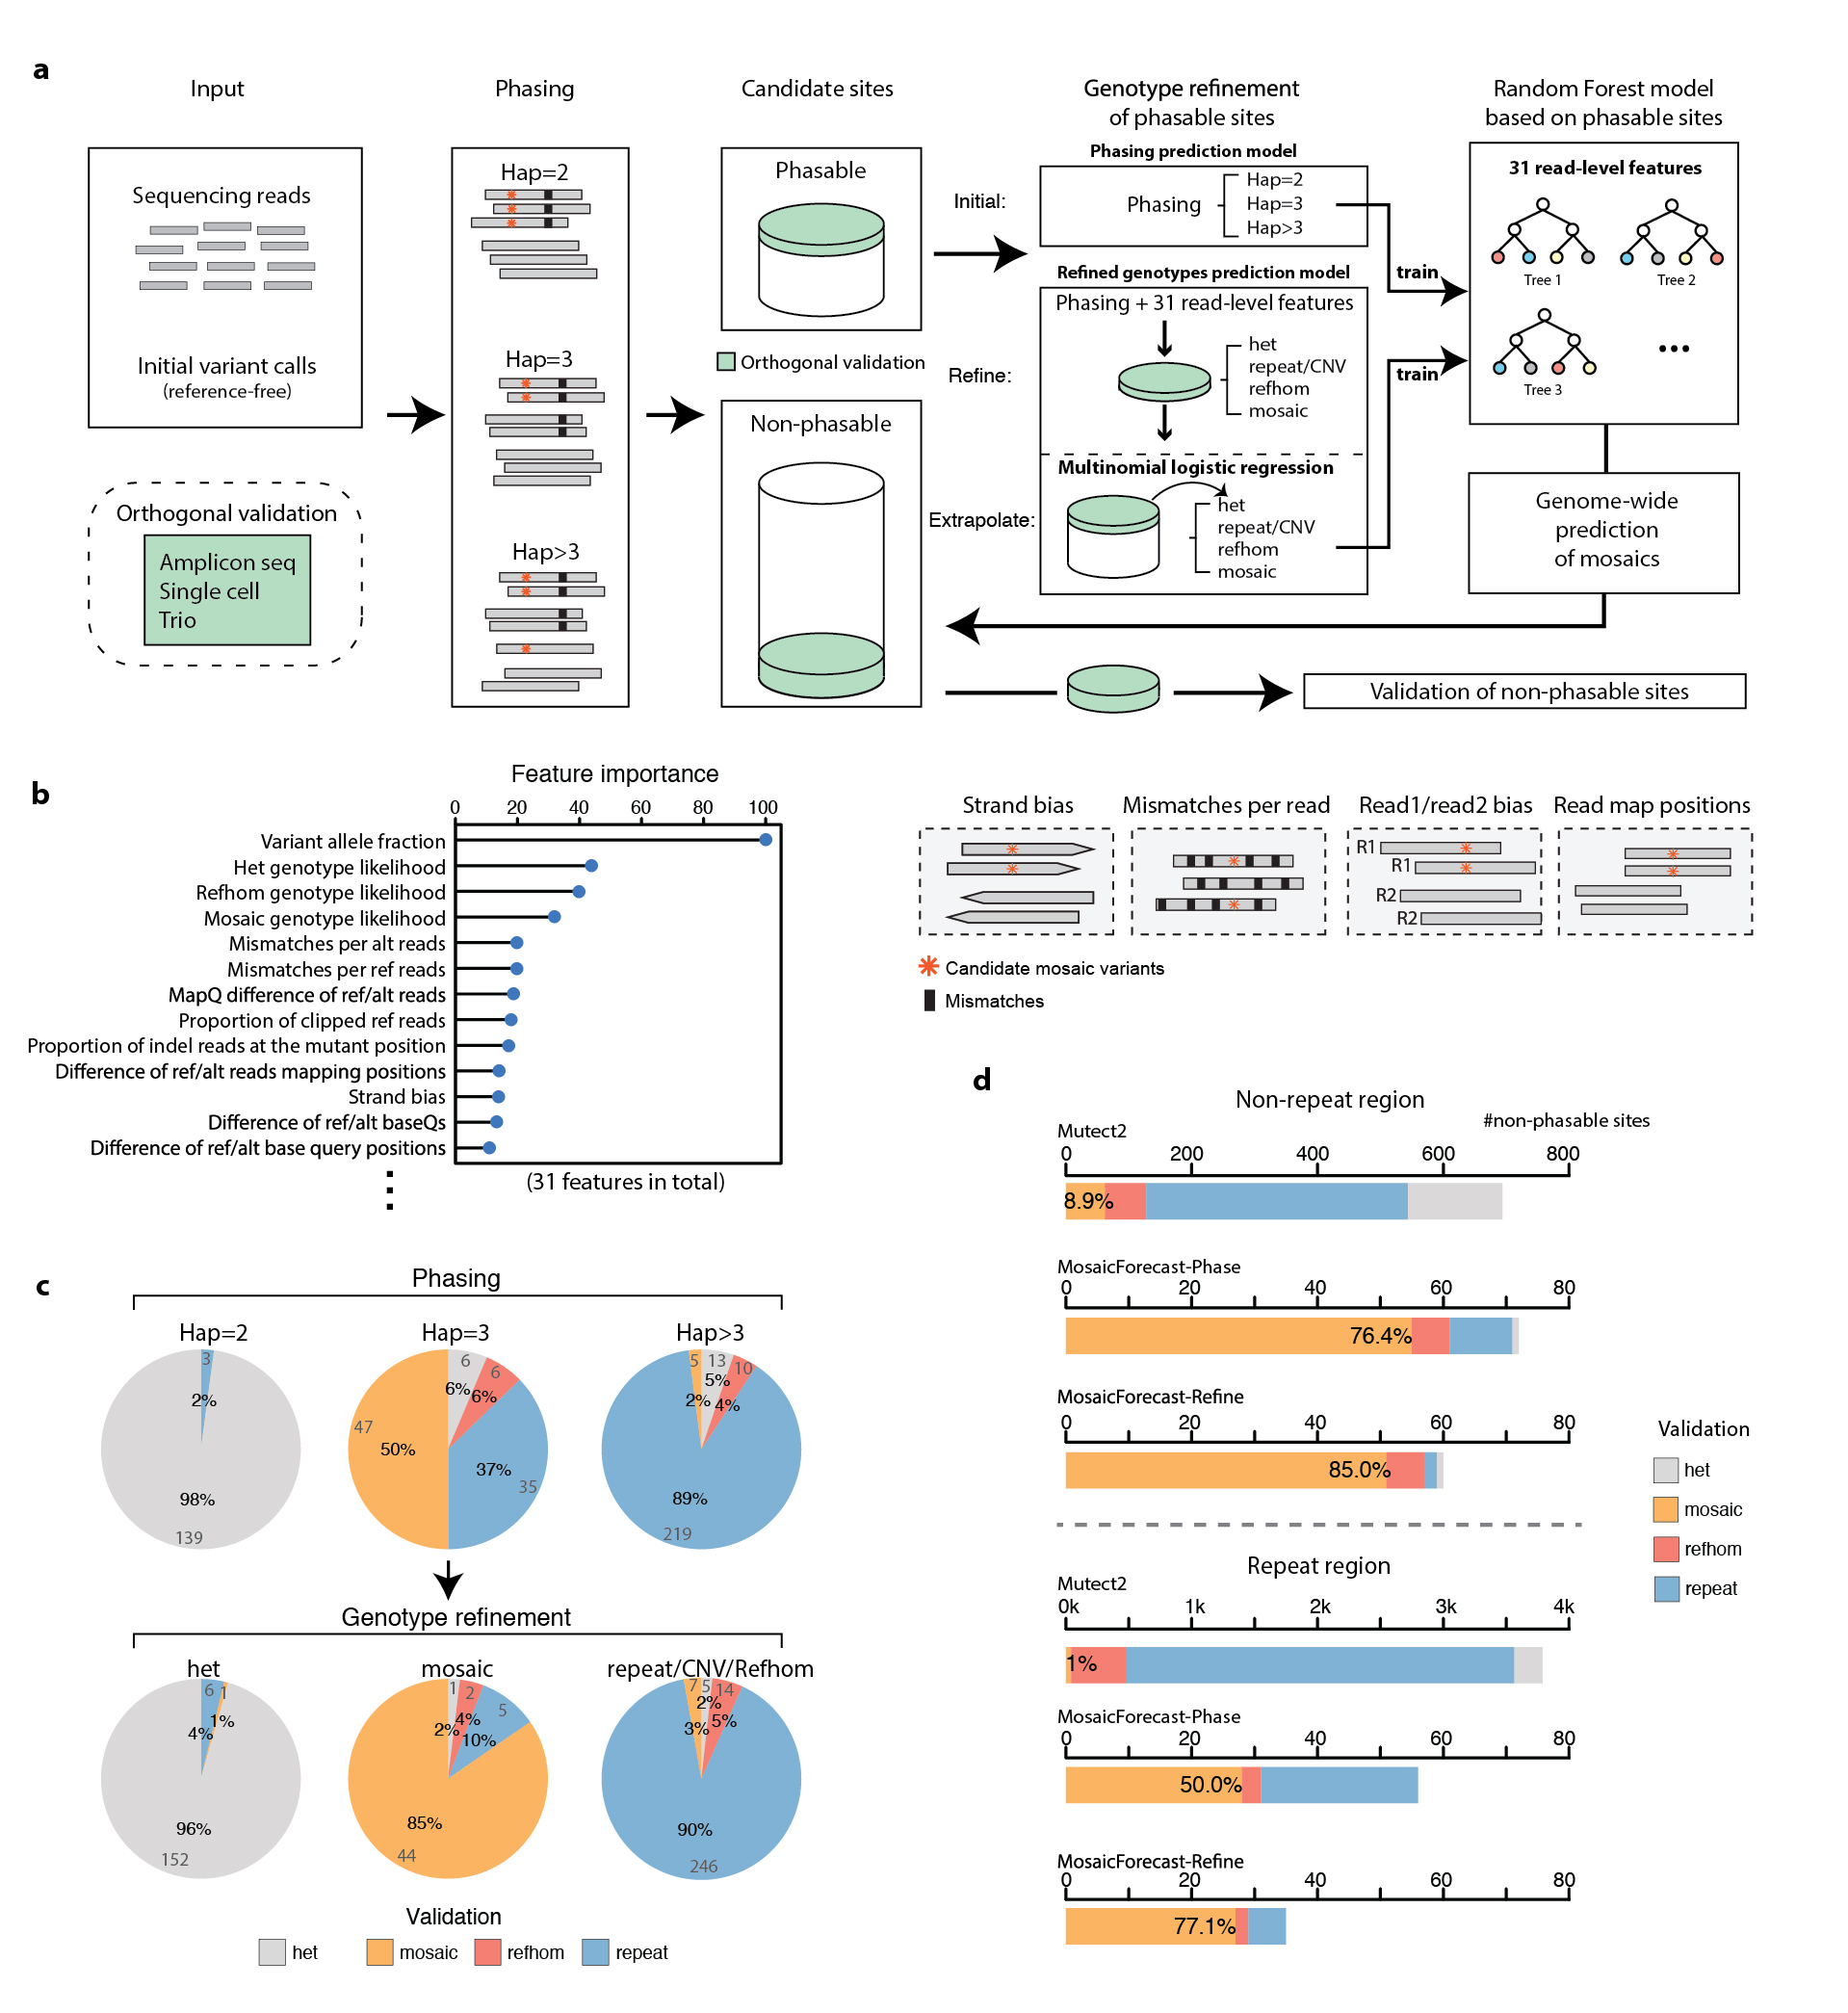 a
Input
Phasing
Candidate sites
Genotype refinement
of phasable sites
Random Forest model
based on phasable sites
Sequencing reads
Initial variant calls
(reference-free)
Orthogonal validation
Amplicon seq
Single cell
Trio
Hap=2
Hap=3
Hap>3
Phasable
Orthogonal validation
Non-phasable
Initial:
Refine:
Extrapolate:
Phasing prediction model
Phasing
Hap=2
Hap=3
Hap>3
Refined genotypes prediction model
Phasing + 31 read-level features
het
repeat/CNV
refhom
mosaic
Multinomial logistic regression
het
repeat/CNV
refhom
mosaic
train
train
31 read-level features
Tree 1
Tree 2
Tree 3
...
Genome-wide
prediction
of mosaics
Validation of non-phasable sites
b
Feature importance
0 20 40 60 80 100
Variant allele fraction
Het genotype likelihood
Refhom genotype likelihood
Mosaic genotype likelihood
Mismatches per alt reads
Mismatches per ref reads
MapQ difference of ref/alt reads
Proportion of clipped ref reads
Proportion of indel reads at the mutant position
Difference of ref/alt reads mapping positions
Strand bias
Difference of ref/alt baseQs
Difference of ref/alt base query positions
(31 features in total)
Strand bias
Mismatches per read
Read1/read2 bias
Read map positions
R1
R1
R2
R2
Candidate mosaic variants
Mismatches
c
Phasing
Hap=2
Hap=3
Hap>3
3
2%
98%
139
6
6
6%
6%
47
50%
37%
35
5
13
10
5%
2%
4%
89%
219
Genotype refinement
het
mosaic
repeat/CNV/Refhom
6
1
1%
4%
96%
152
1
2
5
4%
2%
10%
85%
44
7
5
14
2%
3%
5%
90%
246
Validation
het
mosaic
refhom
repeat
d
Non-repeat region
#non-phasable sites
Mutect2
0 200 400 600 800
8.9%
MosaicForecast-Phase
0 20 40 60 80
76.4%
MosaicForecast-Refine
0 20 40 60 80
85.0%
Validation
het
mosaic
refhom
repeat
Repeat region
Mutect2
0k 1k 2k 3k 4k
1%
MosaicForecast-Phase
0 20 40 60 80
50.0%
MosaicForecast-Refine
0 20 40 60 80
77.1%